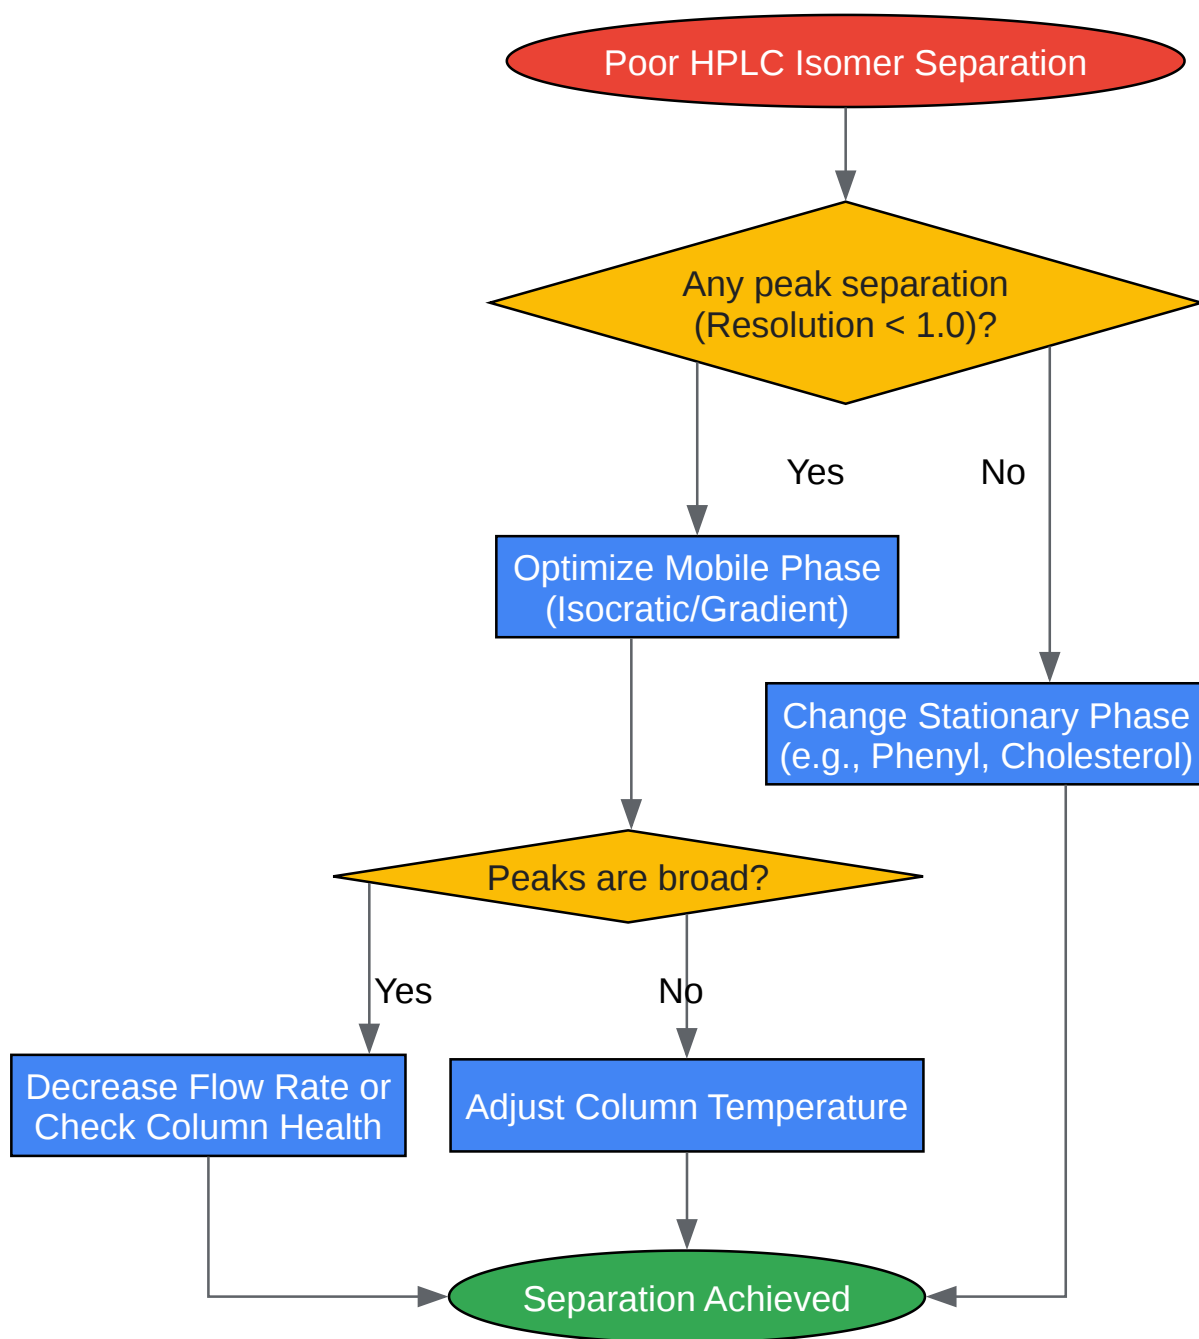 Poor HPLC Isomer Separation
Any peak separation
(Resolution < 1.0)?
Yes
No
Optimize Mobile Phase
(Isocratic/Gradient)
Change Stationary Phase
(e.g., Phenyl, Cholesterol)
Peaks are broad?
Yes
No
Decrease Flow Rate or
Check Column Health
Adjust Column Temperature
Separation Achieved